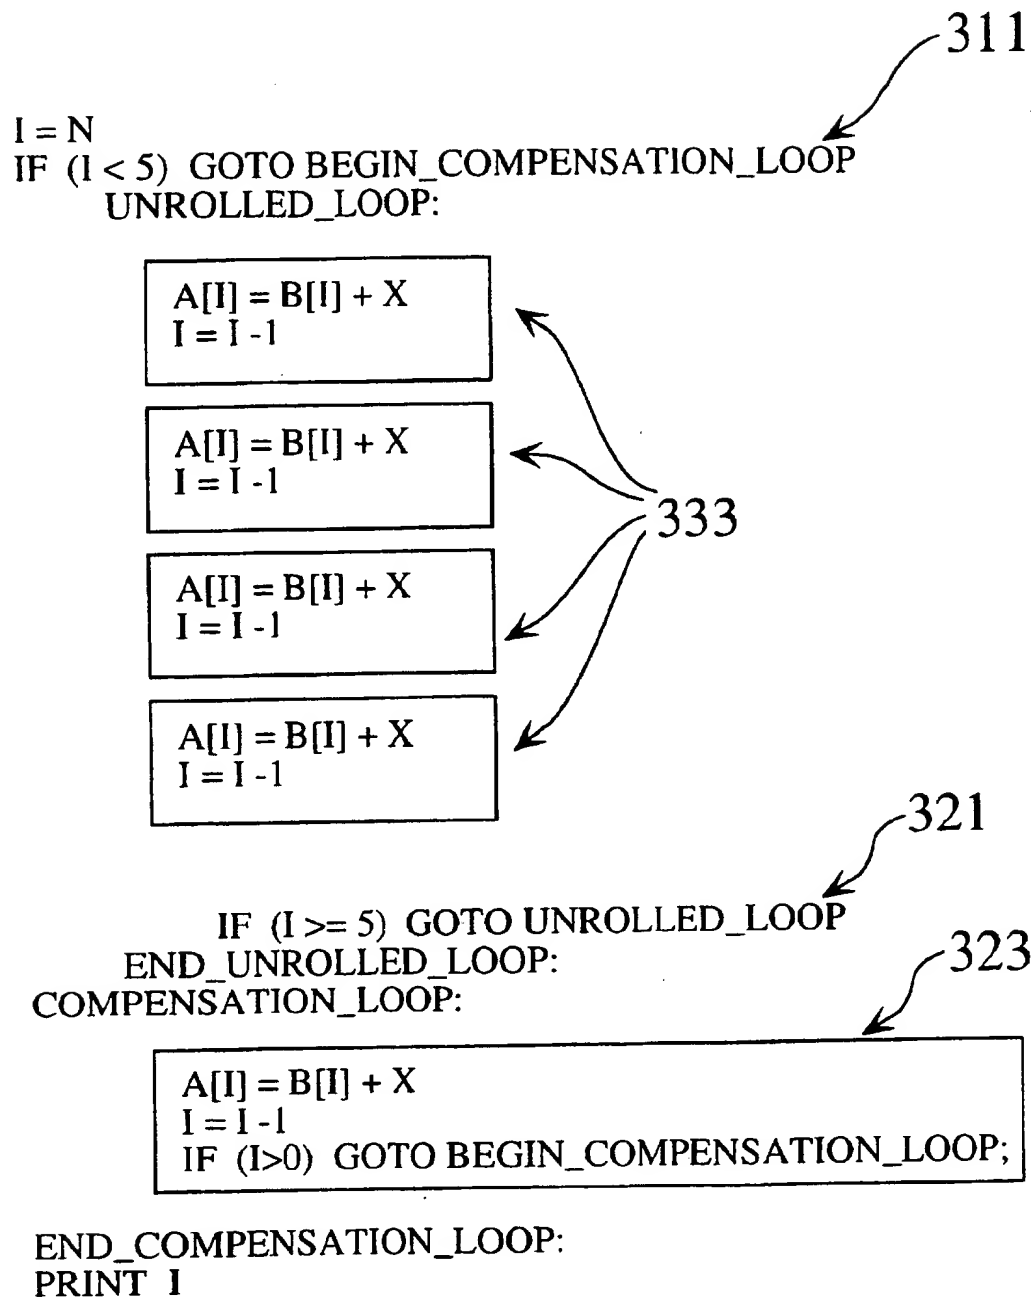 311
I = N
IF (I < 5) GOTO BEGIN_COMPENSATION_LOOP
UNROLLED_LOOP:
A[I] = B[I] + X
I = I -1
A[I] = B[I] + X
I = I -1
333
A[I] = B[I] + X
I = I -1
A[I] = B[I] + X
I = I -1
321
IF (I >= 5) GOTO UNROLLED_LOOP
END_UNROLLED_LOOP:
323
COMPENSATION_LOOP:
A[I] = B[I] + X
I = I -1
IF (I>0) GOTO BEGIN_COMPENSATION_LOOP;
END_COMPENSATION_LOOP:
PRINT I